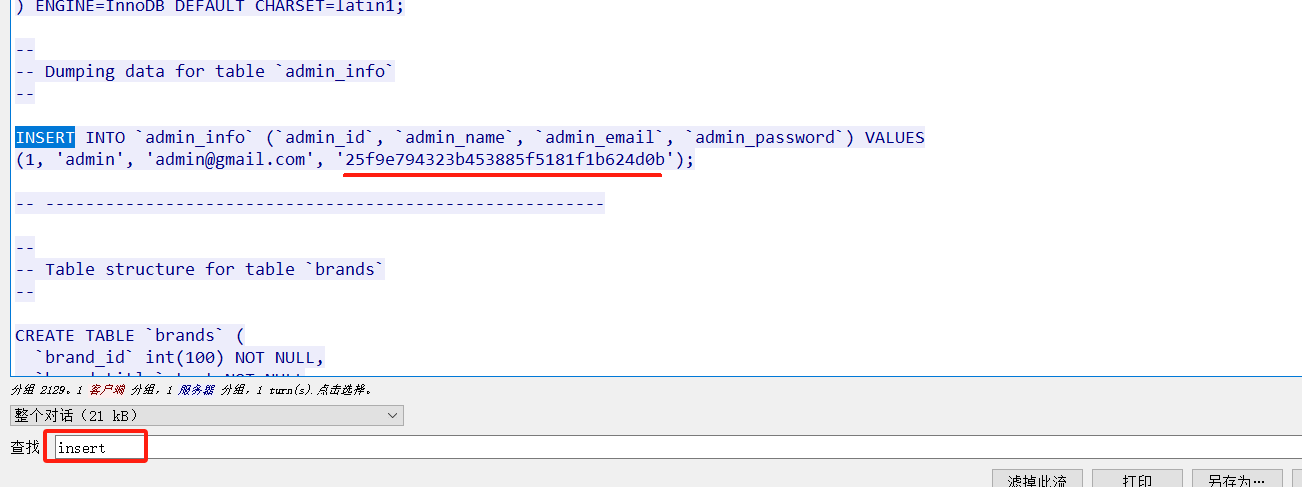 ) ENGINE=InnoDB DEFAULT CHARSET=latin1;
--
-- Dumping data for table `admin_info`
--
INSERT INTO `admin_info` (`admin_id`, `admin_name`, `admin_email`, `admin_password`) VALUES
(1, 'admin', 'admin@gmail.com', '25f9e794323b453885f5181f1b624d0b');
-- --------------------------------------------------------
--
-- Table structure for table `brands`
--
CREATE TABLE `brands` (
`brand_id` int(100) NOT NULL,
分组 2129。1 客户端 分组，1 服务器 分组，1 turn(s).点击选择。
整个对话（21 kB）
查找 insert
滤掉此流 打印 另存为…